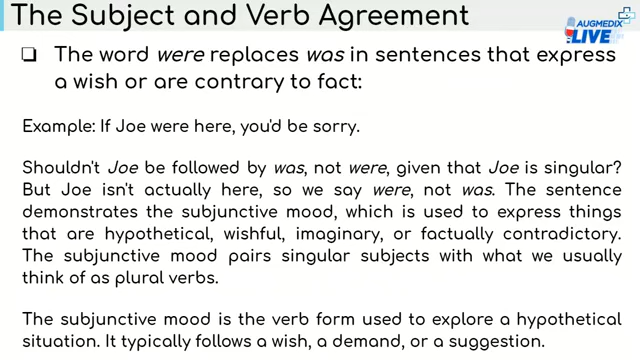 The Subject and Verb Agreement
AUGMEDIX
LIVE
❏ The word were replaces was in sentences that express
a wish or are contrary to fact:
Example: If Joe were here, you'd be sorry.
Shouldn't Joe be followed by was, not were, given that Joe is singular?
But Joe isn't actually here, so we say were, not was. The sentence
demonstrates the subjunctive mood, which is used to express things
that are hypothetical, wishful, imaginary, or factually contradictory.
The subjunctive mood pairs singular subjects with what we usually
think of as plural verbs.
The subjunctive mood is the verb form used to explore a hypothetical
situation. It typically follows a wish, a demand, or a suggestion.